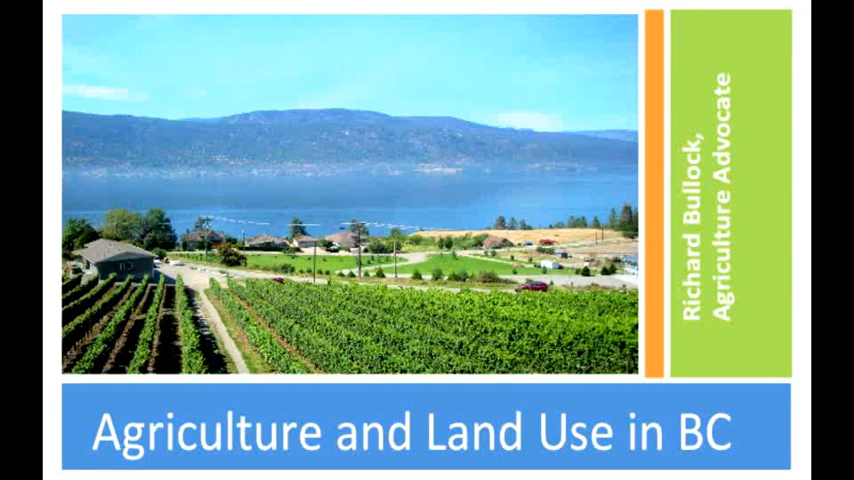 Richard Bullock,
Agriculture Advocate
Agriculture and Land Use in BC